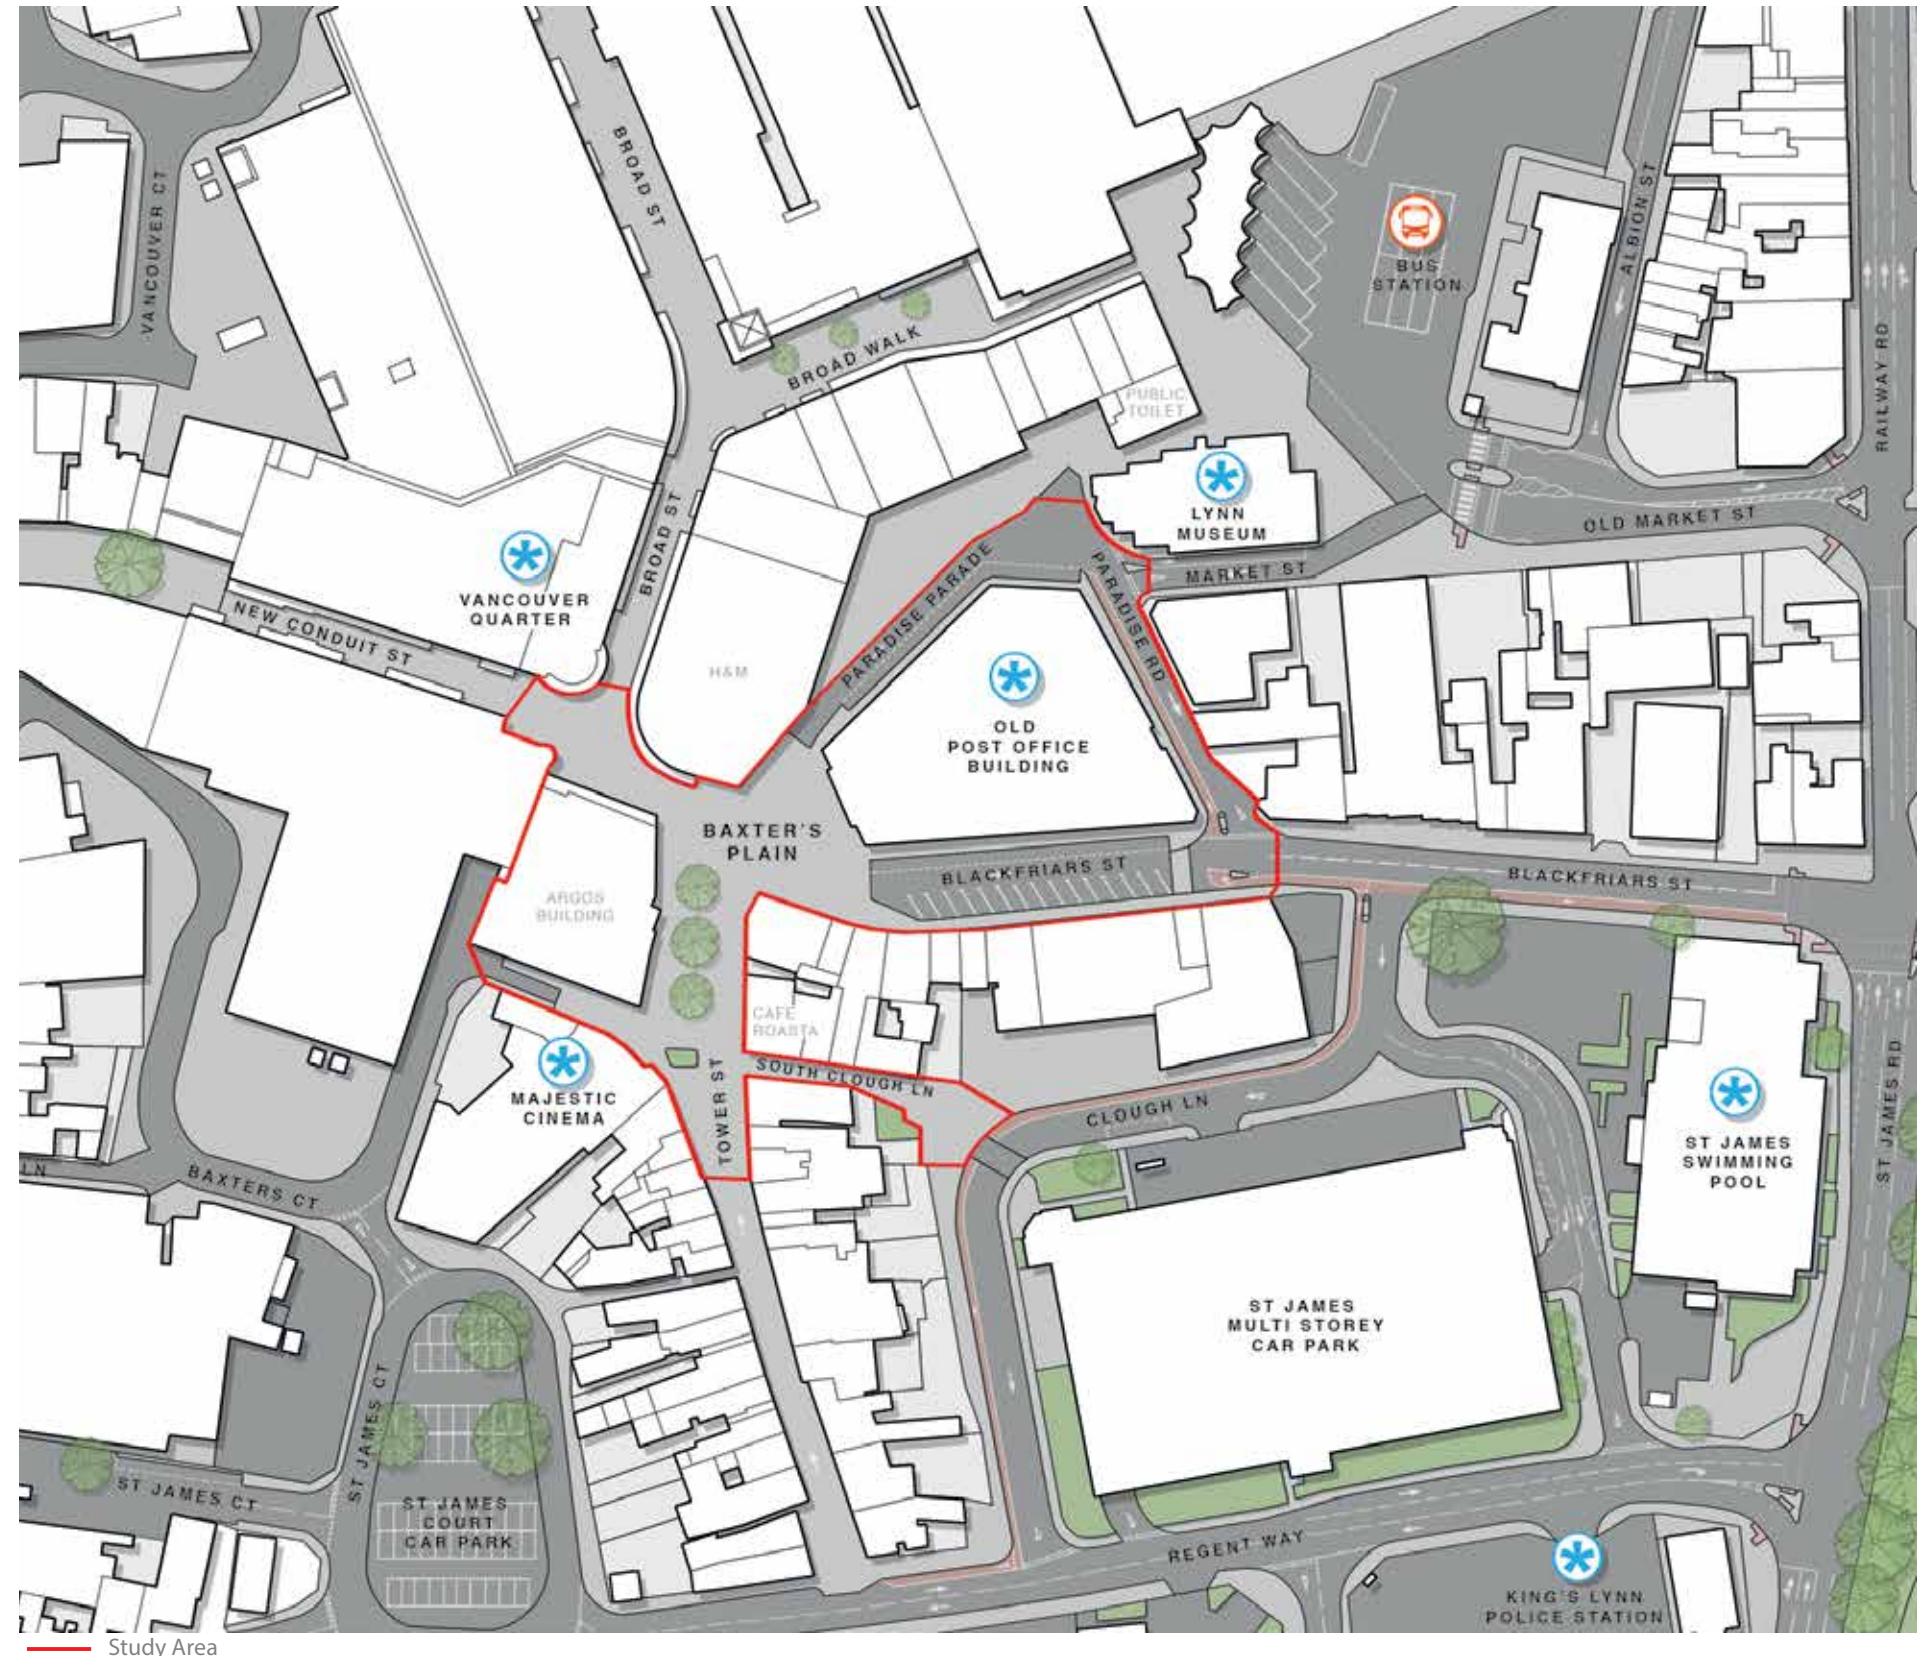 BROAD ST
VANCOUVER CT
BUS
STATION
ALBION ST
RAILWAY RD
BROAD WALK
PUBLIC
TOILET
LYNN
MUSEUM
OLD MARKET ST
MARKET ST
BROAD ST
VANCOUVER
QUARTER
NEW CONDUIT ST
PARADISE PARADE
PARADISE RD
H&M
OLD
POST OFFICE
BUILDING
BAXTER'S
PLAIN
BLACKFRIARS ST
BLACKFRIARS ST
ARGOS
BUILDING
CAFE
ROASTA
SOUTH CLOUGH LN
TOWER ST
MAJESTIC
CINEMA
CLOUGH LN
ST JAMES
SWIMMING
POOL
ST JAMES RD
LN
BAXTERS CT
ST JAMES
MULTI STOREY
CAR PARK
ST JAMES CT
ST JAMES CT
ST JAMES
COURT
CAR PARK
REGENT WAY
KING'S LYNN
POLICE STATION
Study Area